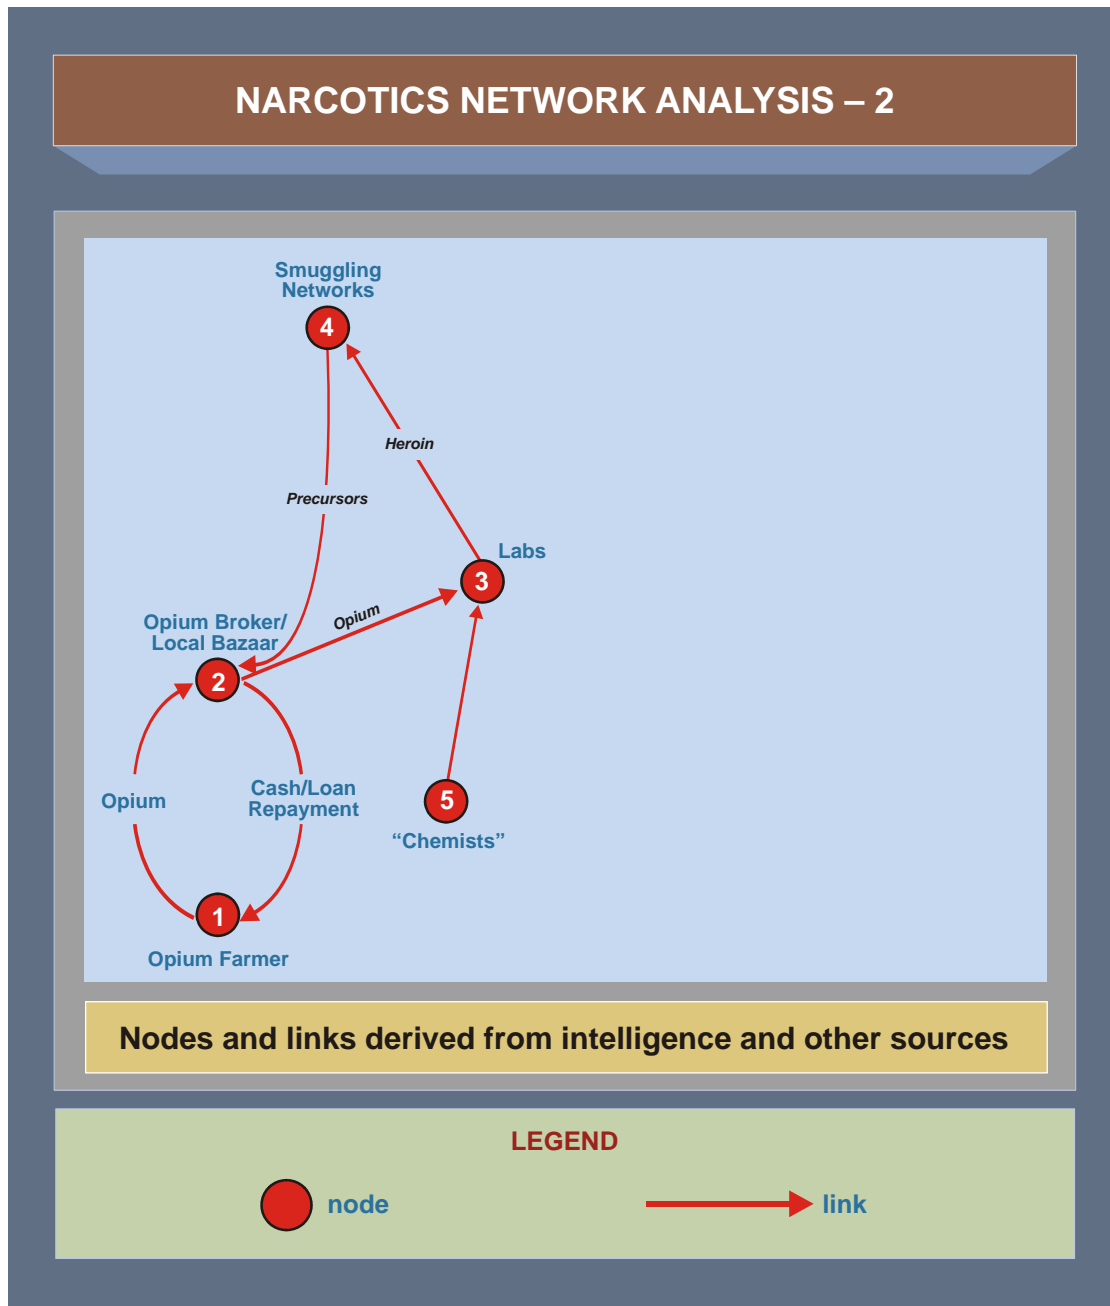 NARCOTICS NETWORK ANALYSIS – 2
Smuggling
Networks
4
Heroin
Precursors
Labs
3
Opium
Opium Broker/
Local Bazaar
2
Opium
Cash/Loan
Repayment
5
“Chemists”
1
Opium Farmer
Nodes and links derived from intelligence and other sources
LEGEND
node
link